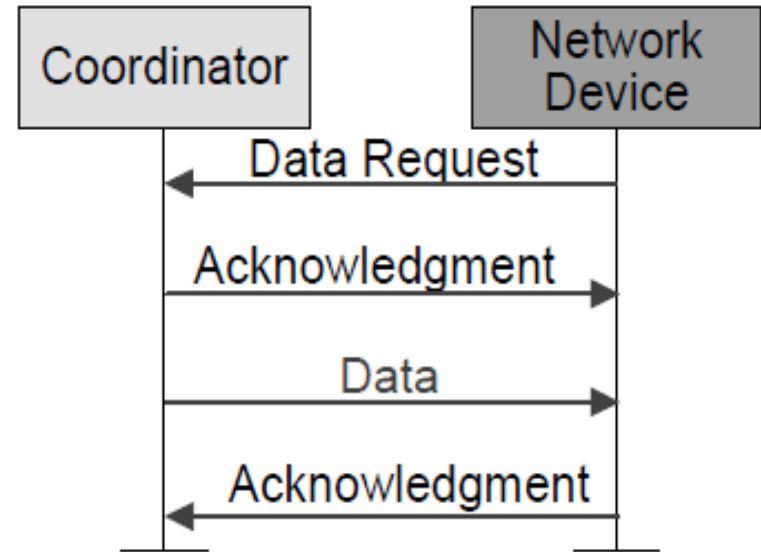 Coordinator
Network
Device
Data Request
Acknowledgment
Data
Acknowledgment